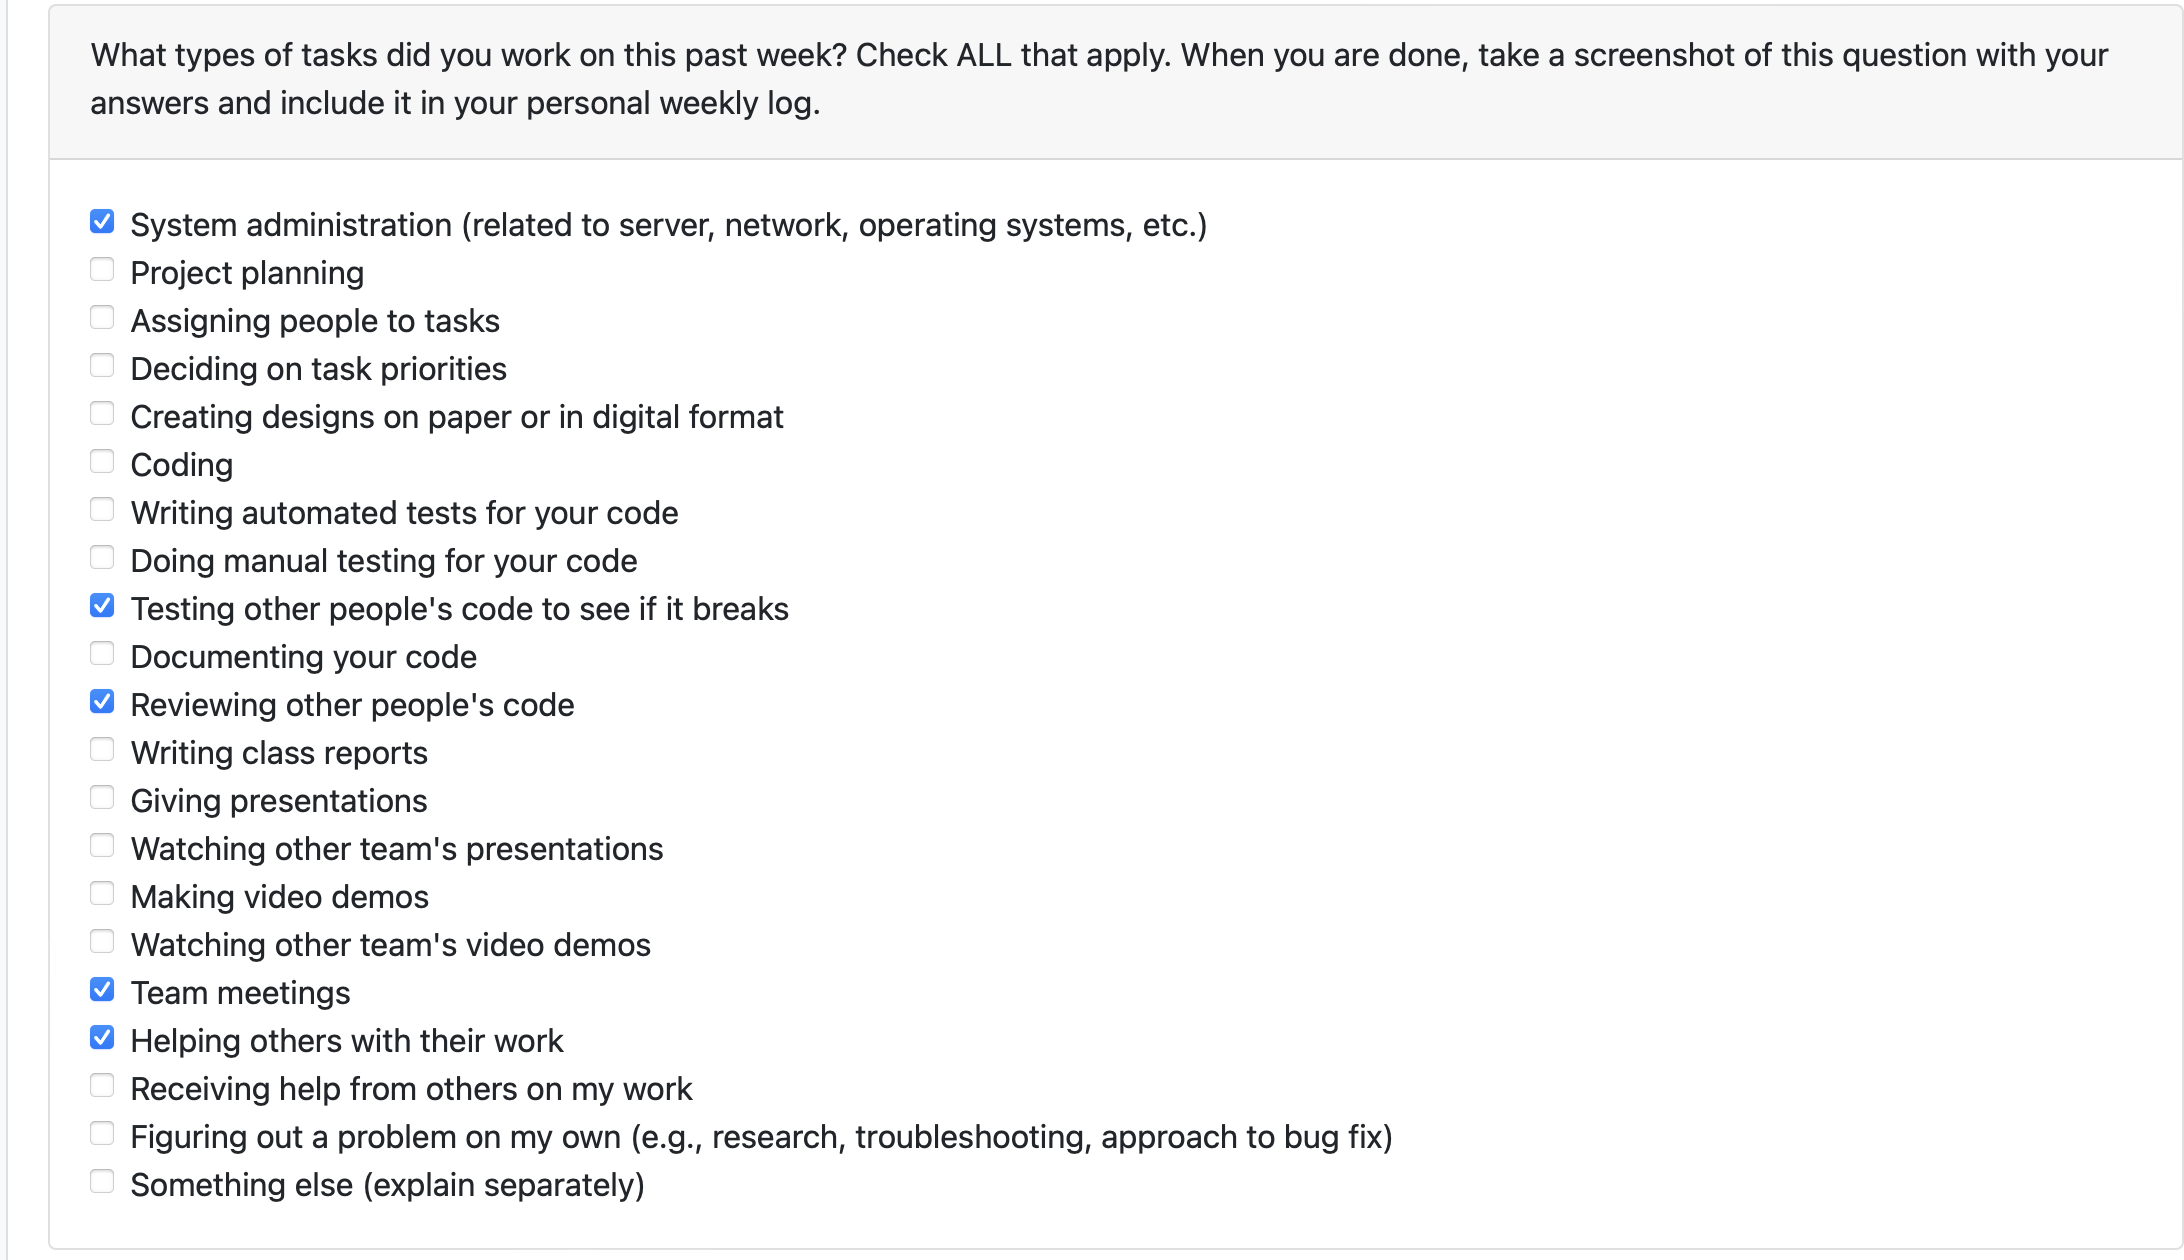 What types of tasks did you work on this past week? Check ALL that apply. When you are done, take a screenshot of this question with your
answers and include it in your personal weekly log.
System administration (related to server, network, operating systems, etc.)
Project planning
Assigning people to tasks
Deciding on task priorities
Creating designs on paper or in digital format
Coding
Writing automated tests for your code
Doing manual testing for your code
Testing other people's code to see if it breaks
Documenting your code
Reviewing other people's code
Writing class reports
Giving presentations
Watching other team's presentations
Making video demos
Watching other team's video demos
Team meetings
Helping others with their work
Receiving help from others on my work
Figuring out a problem on my own (e.g., research, troubleshooting, approach to bug fix)
Something else (explain separately)